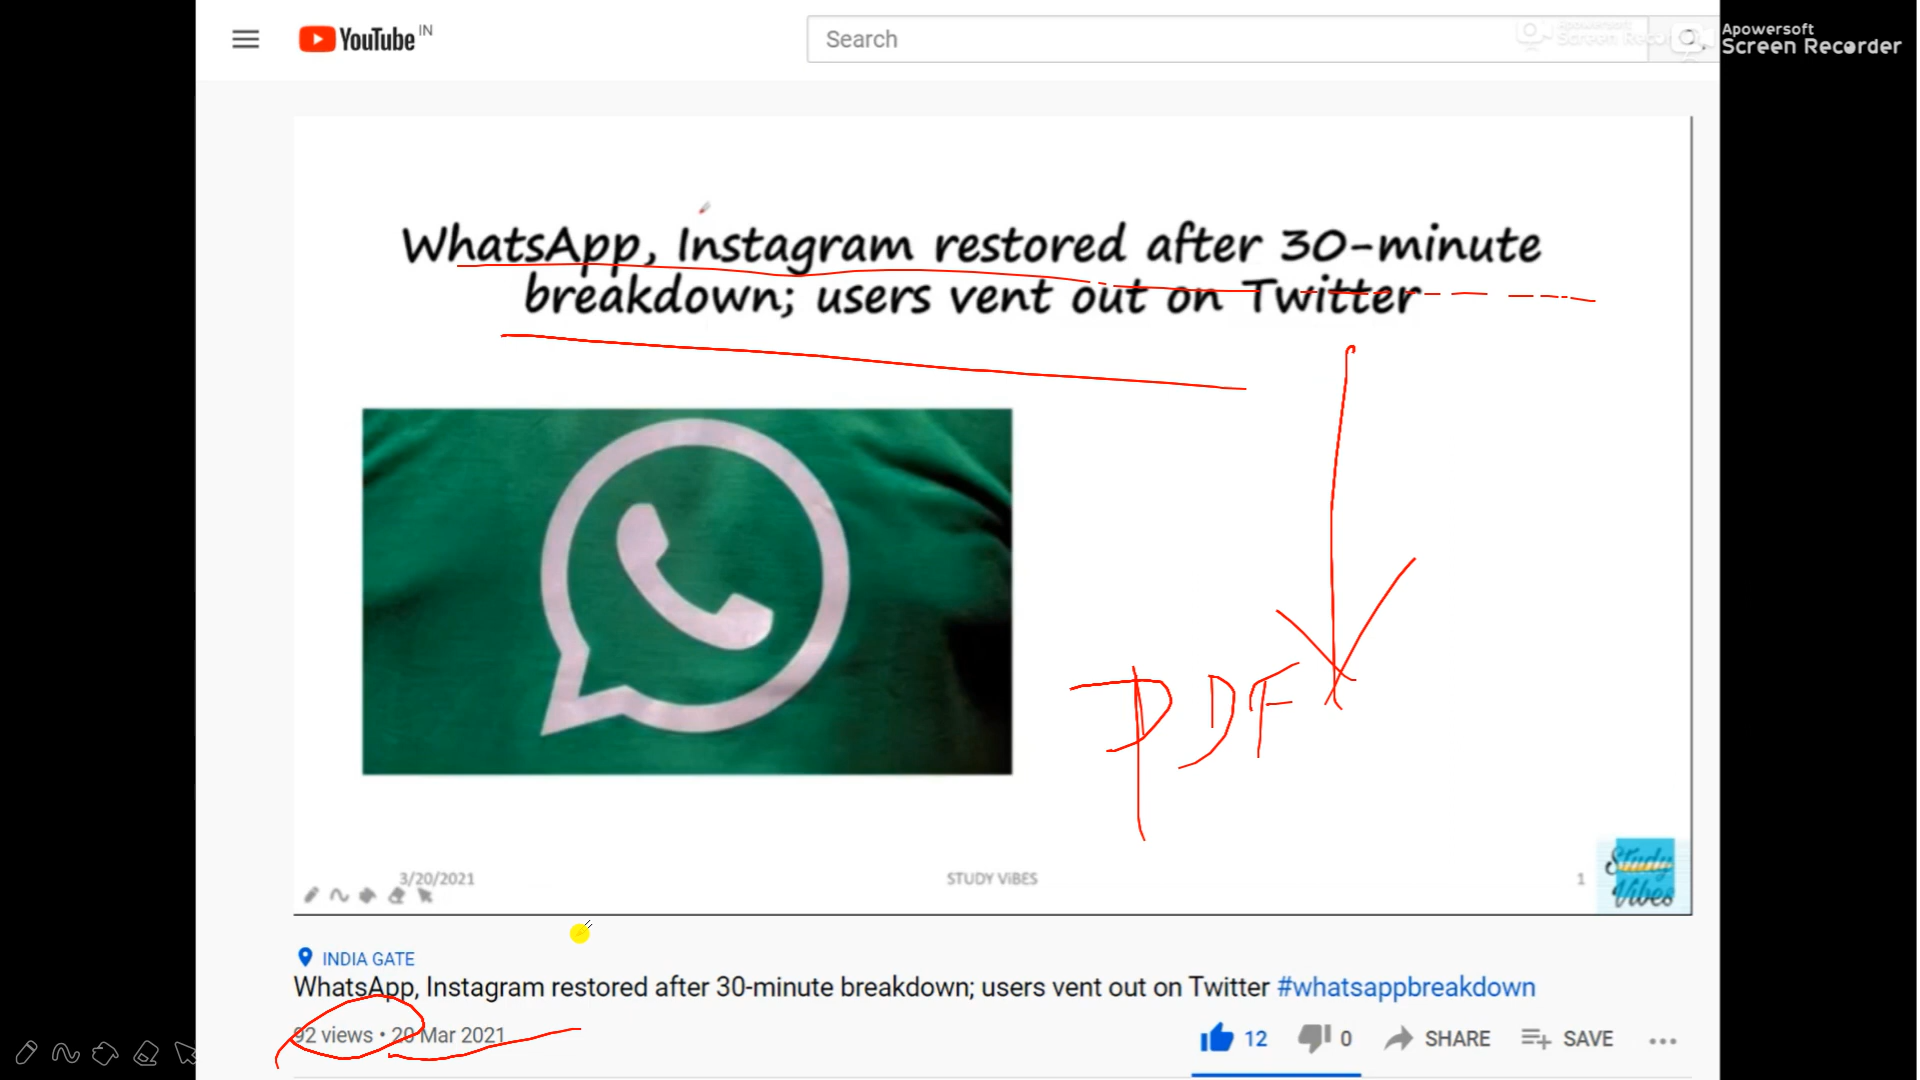 YouTube IN
Search
Apowersoft
Screen Recorder
WhatsApp, Instagram restored after 30-minute
breakdown; users vent out on Twitter
PDF
3/20/2021
STUDY ViBES
1
Study
Vibes
INDIA GATE
WhatsApp, Instagram restored after 30-minute breakdown; users vent out on Twitter #whatsappbreakdown
92 views • 20 Mar 2021
12
0
SHARE
SAVE